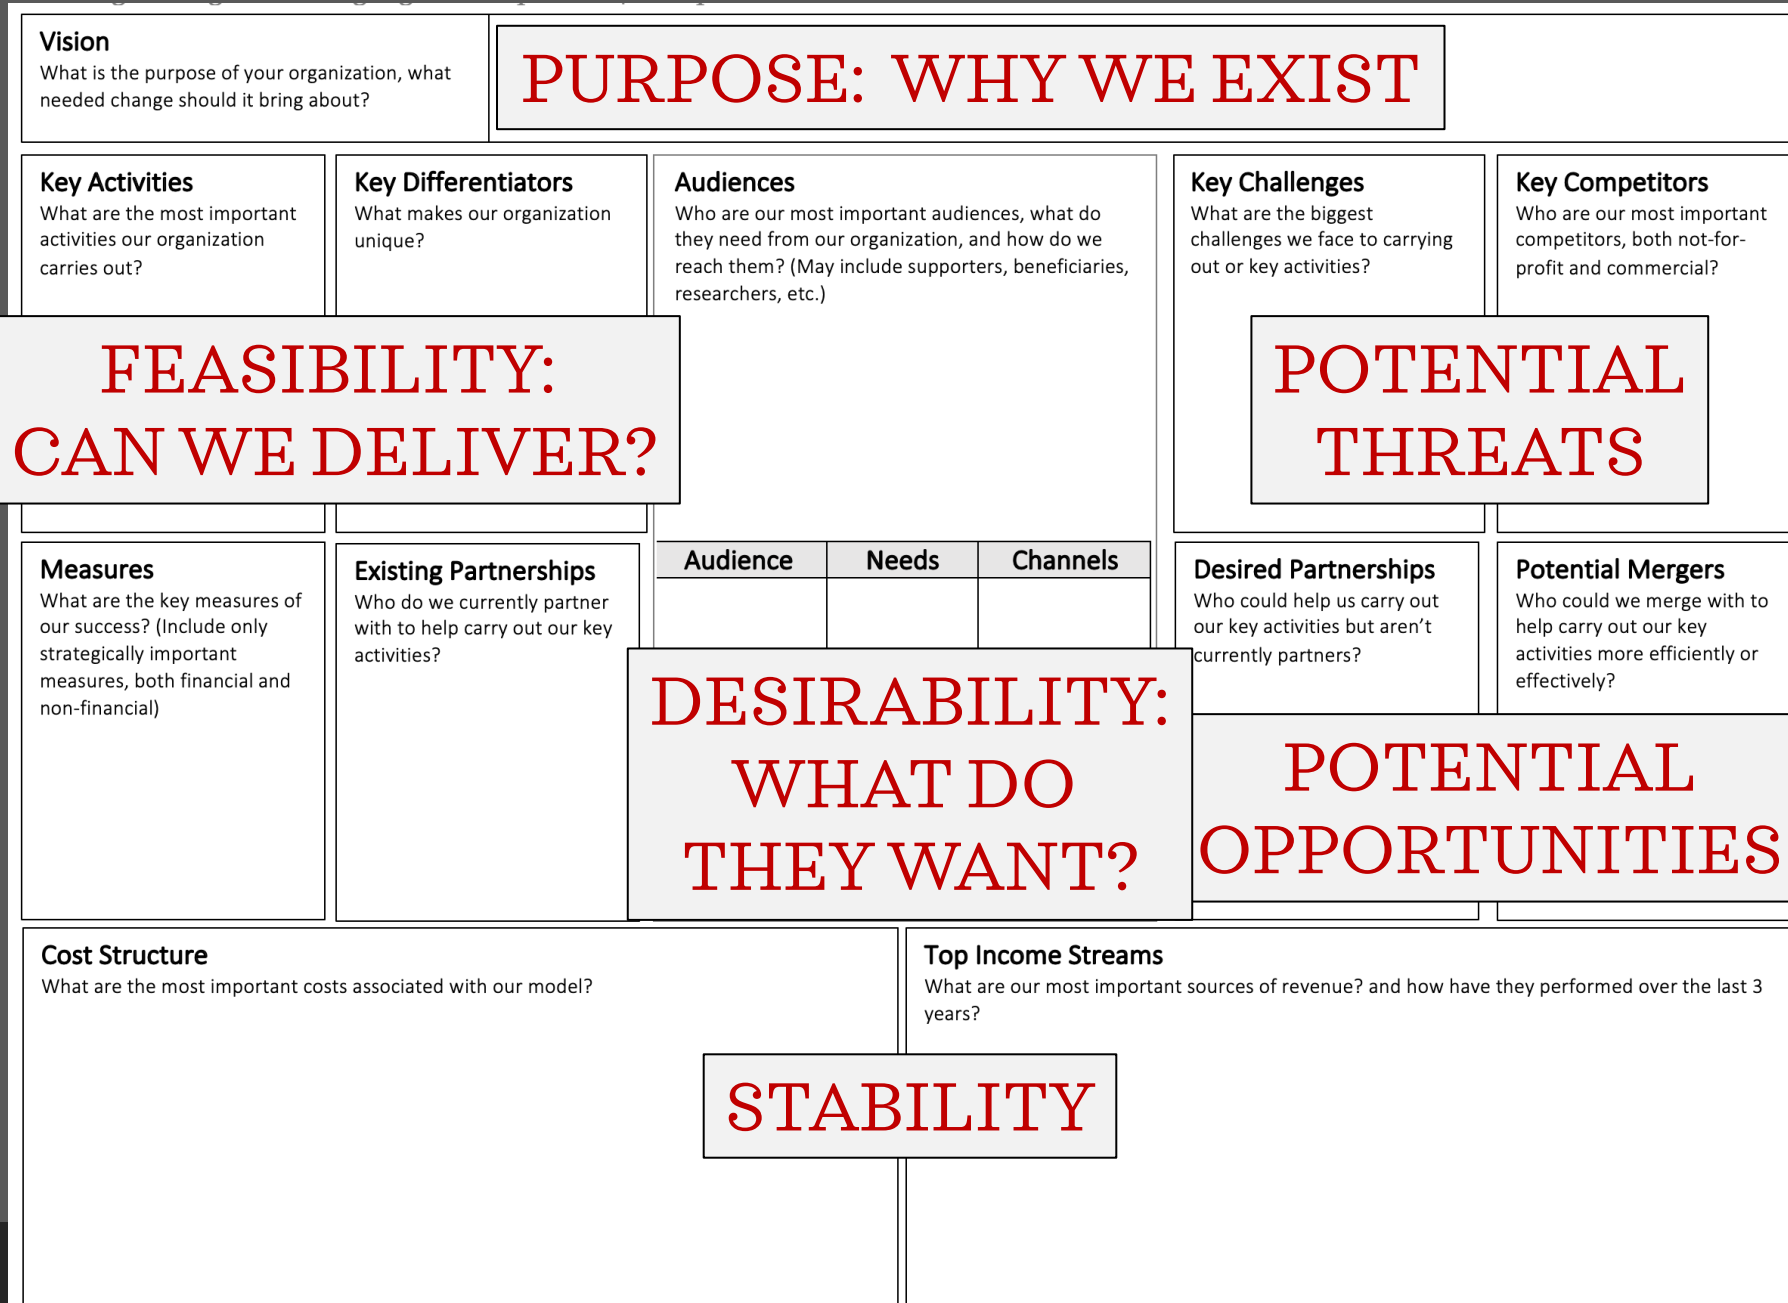 Vision
What is the purpose of your organization, what
needed change should it bring about?
PURPOSE: WHY WE EXIST
Key Activities
What are the most important
activities our organization
carries out?
Key Differentiators
What makes our organization
unique?
Audiences
Who are our most important audiences, what do
they need from our organization, and how do we
reach them? (May include supporters, beneficiaries,
researchers, etc.)
Key Challenges
What are the biggest
challenges we face to carrying
out or key activities?
Key Competitors
Who are our most important
competitors, both not-for-
profit and commercial?
FEASIBILITY:
CAN WE DELIVER?
POTENTIAL
THREATS
Measures
What are the key measures of
our success? (Include only
strategically important
measures, both financial and
non-financial)
Existing Partnerships
Who do we currently partner
with to help carry out our key
activities?
Audience Needs Channels
DESIRABILITY:
WHAT DO
THEY WANT?
Desired Partnerships
Who could help us carry out
our key activities but aren't
currently partners?
Potential Mergers
Who could we merge with to
help carry out our key
activities more efficiently or
effectively?
POTENTIAL
OPPORTUNITIES
Cost Structure
What are the most important costs associated with our model?
Top Income Streams
What are our most important sources of revenue? and how have they performed over the last 3
years?
STABILITY